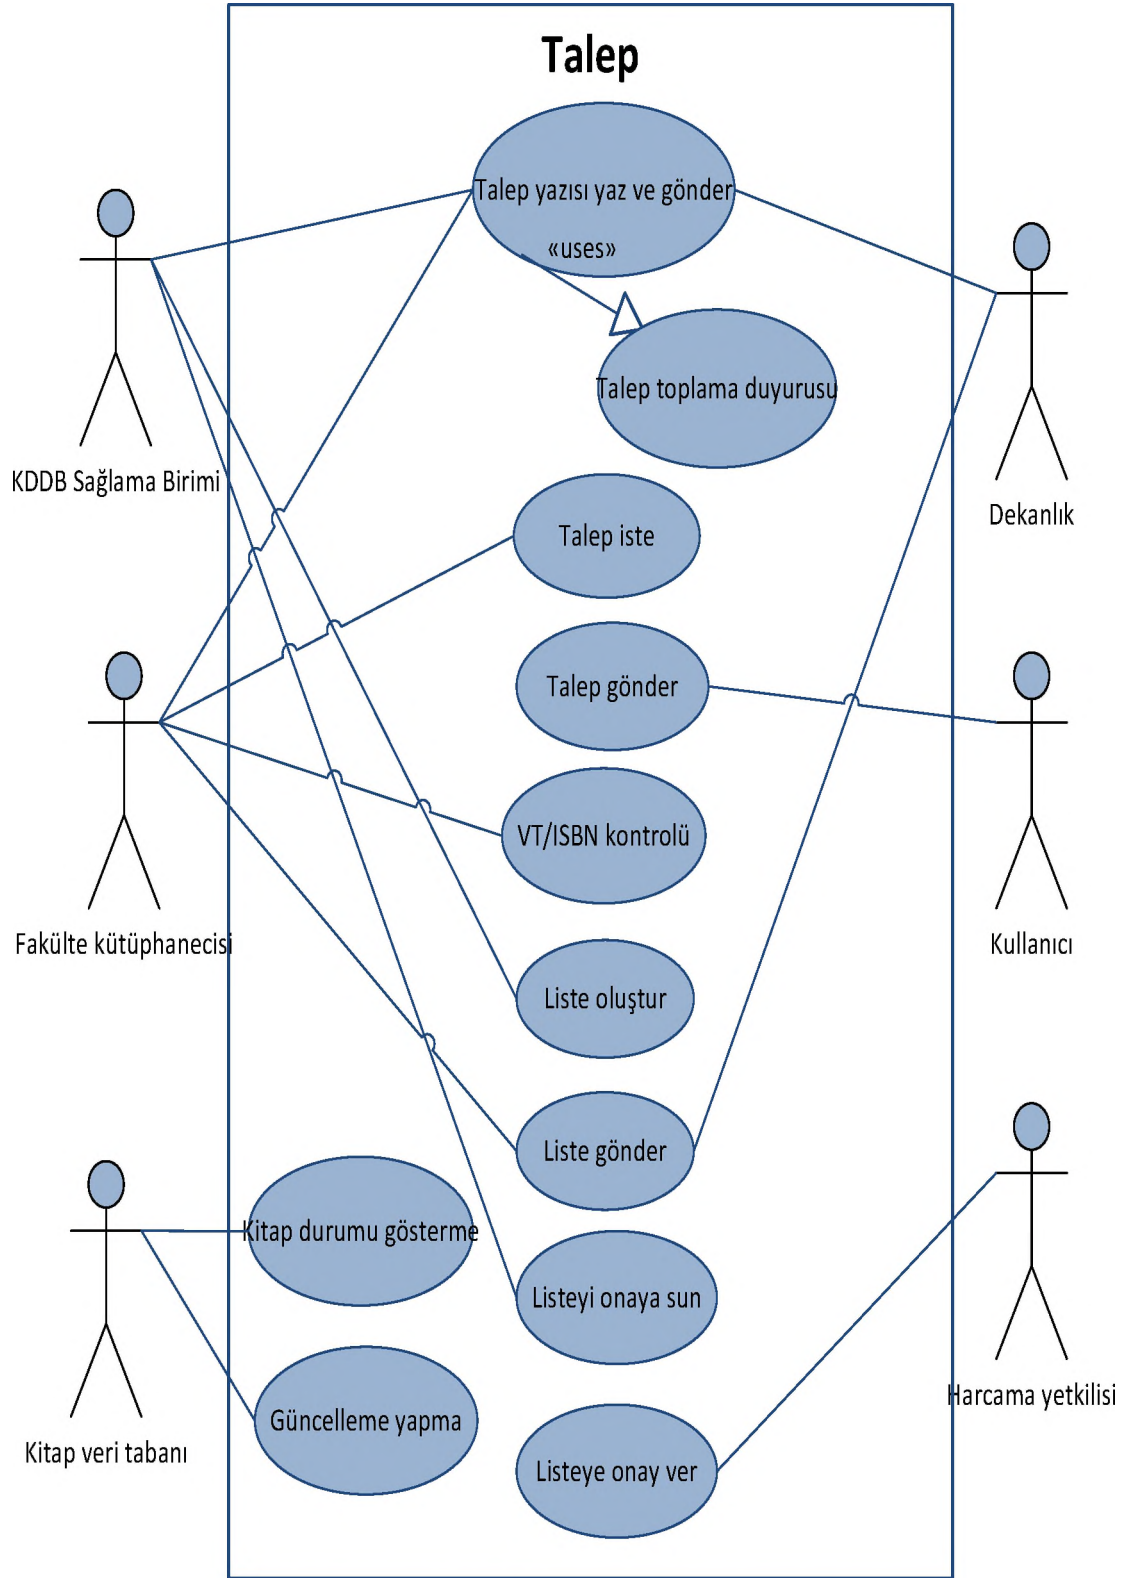 Talep
Talep yazısı yaz ve gönder
«uses»
Talep toplama duyurusu
KDDB Sağlama Birimi
Dekanlık
Talep iste
Talep gönder
VT/ISBN kontrolü
Fakülte kütüphanecisi
Kullanıcı
Liste oluştur
Liste gönder
Kitap durumu gösterme
Listeyi onaya sun
Harcama yetkilisi
Güncelleme yapma
Kitap veri tabanı
Listeye onay ver